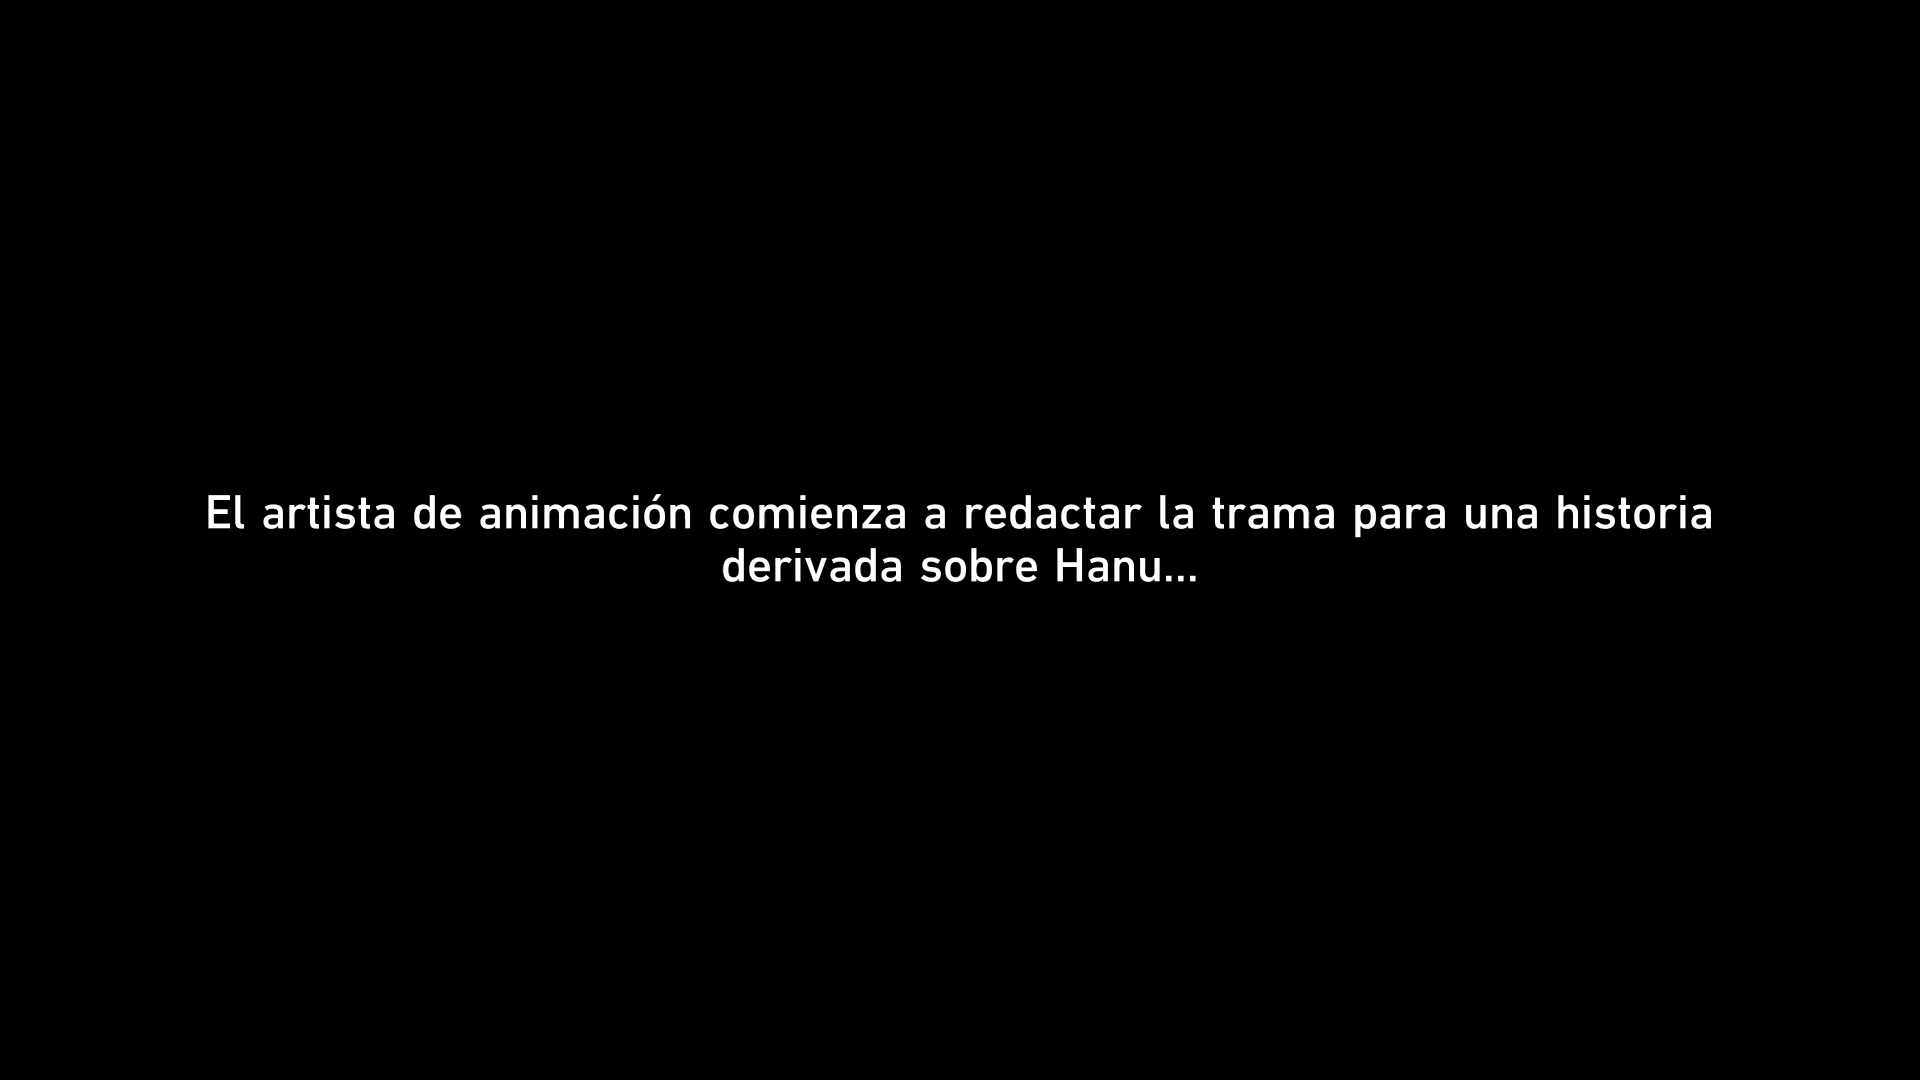 El artista de animación comienza a redactar la trama para una historia
derivada sobre Hanu...